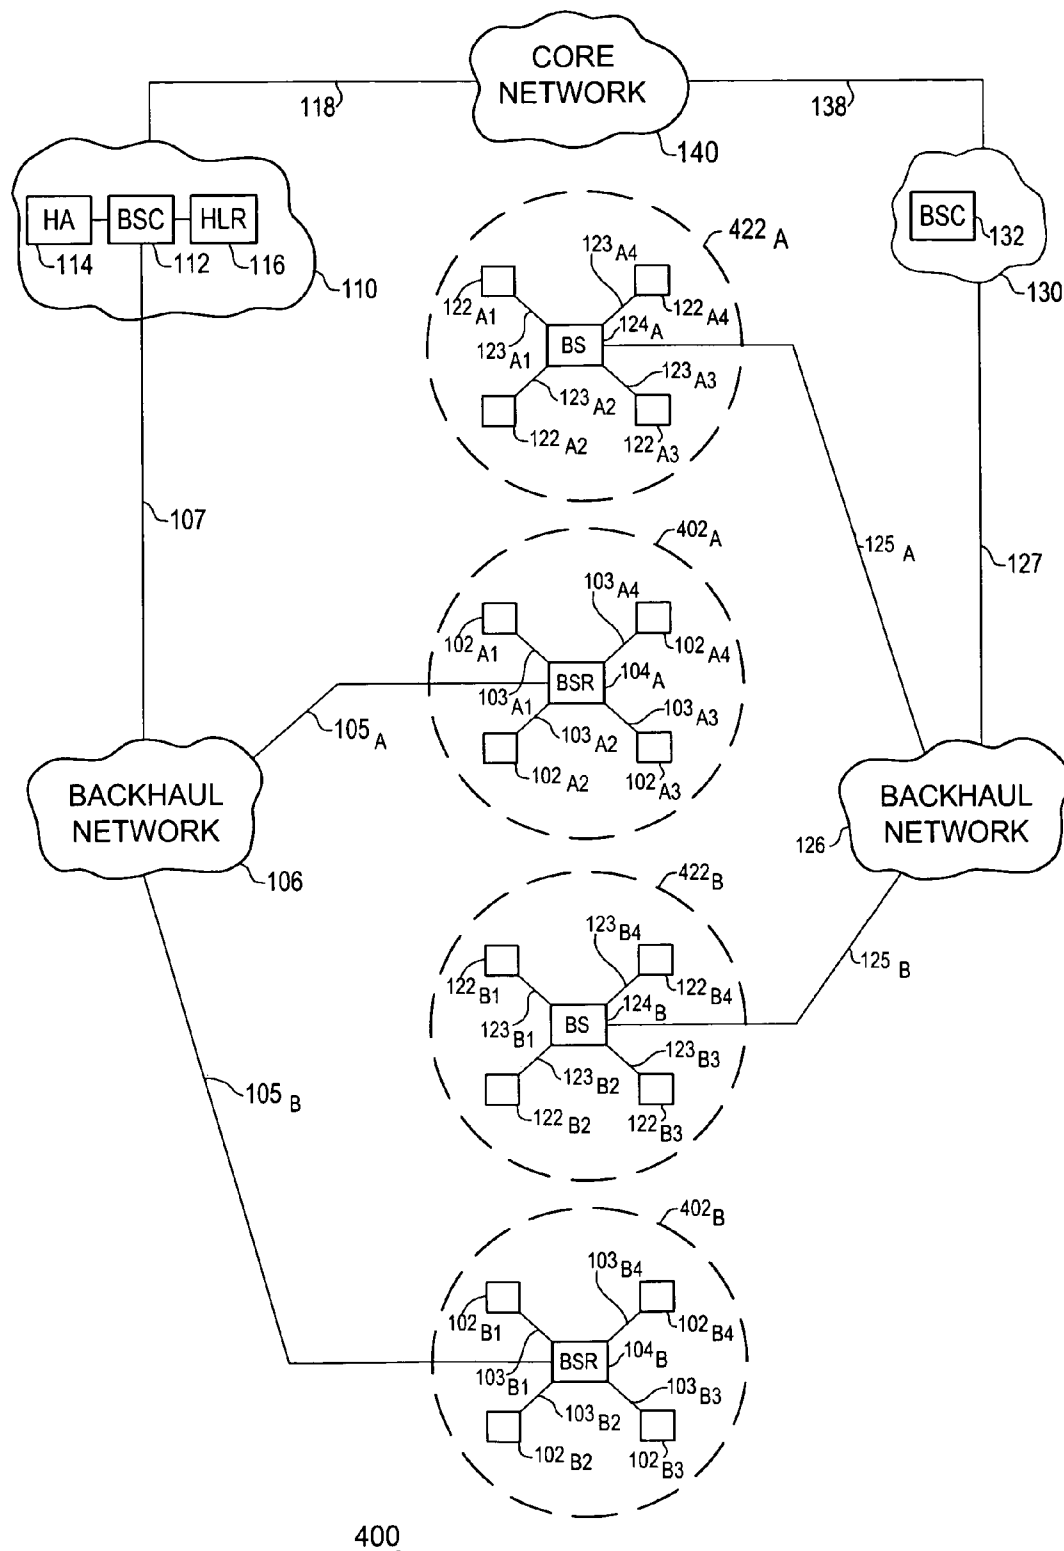 CORE
NETWORK
118
138
140
HA
BSC
HLR
114
112
116
110
BSC
132
130
422 A
123 A4
122 A1
122 A4
124 A
BS
123 A1
123 A3
123 A2
122 A2
122 A3
107
125 A
127
402 A
103 A4
102 A1
102 A4
104 A
BSR
103 A1
103 A3
105 A
103 A2
102 A2
102 A3
BACKHAUL
NETWORK
106
BACKHAUL
NETWORK
126
422 B
123 B4
125 B
122 B1
122 B4
124 B
BS
123 B1
123 B3
123 B2
105 B
122 B2
122 B3
402 B
103 B4
102 B1
102 B4
104 B
BSR
103 B1
103 B3
103 B2
102 B2
102 B3
400